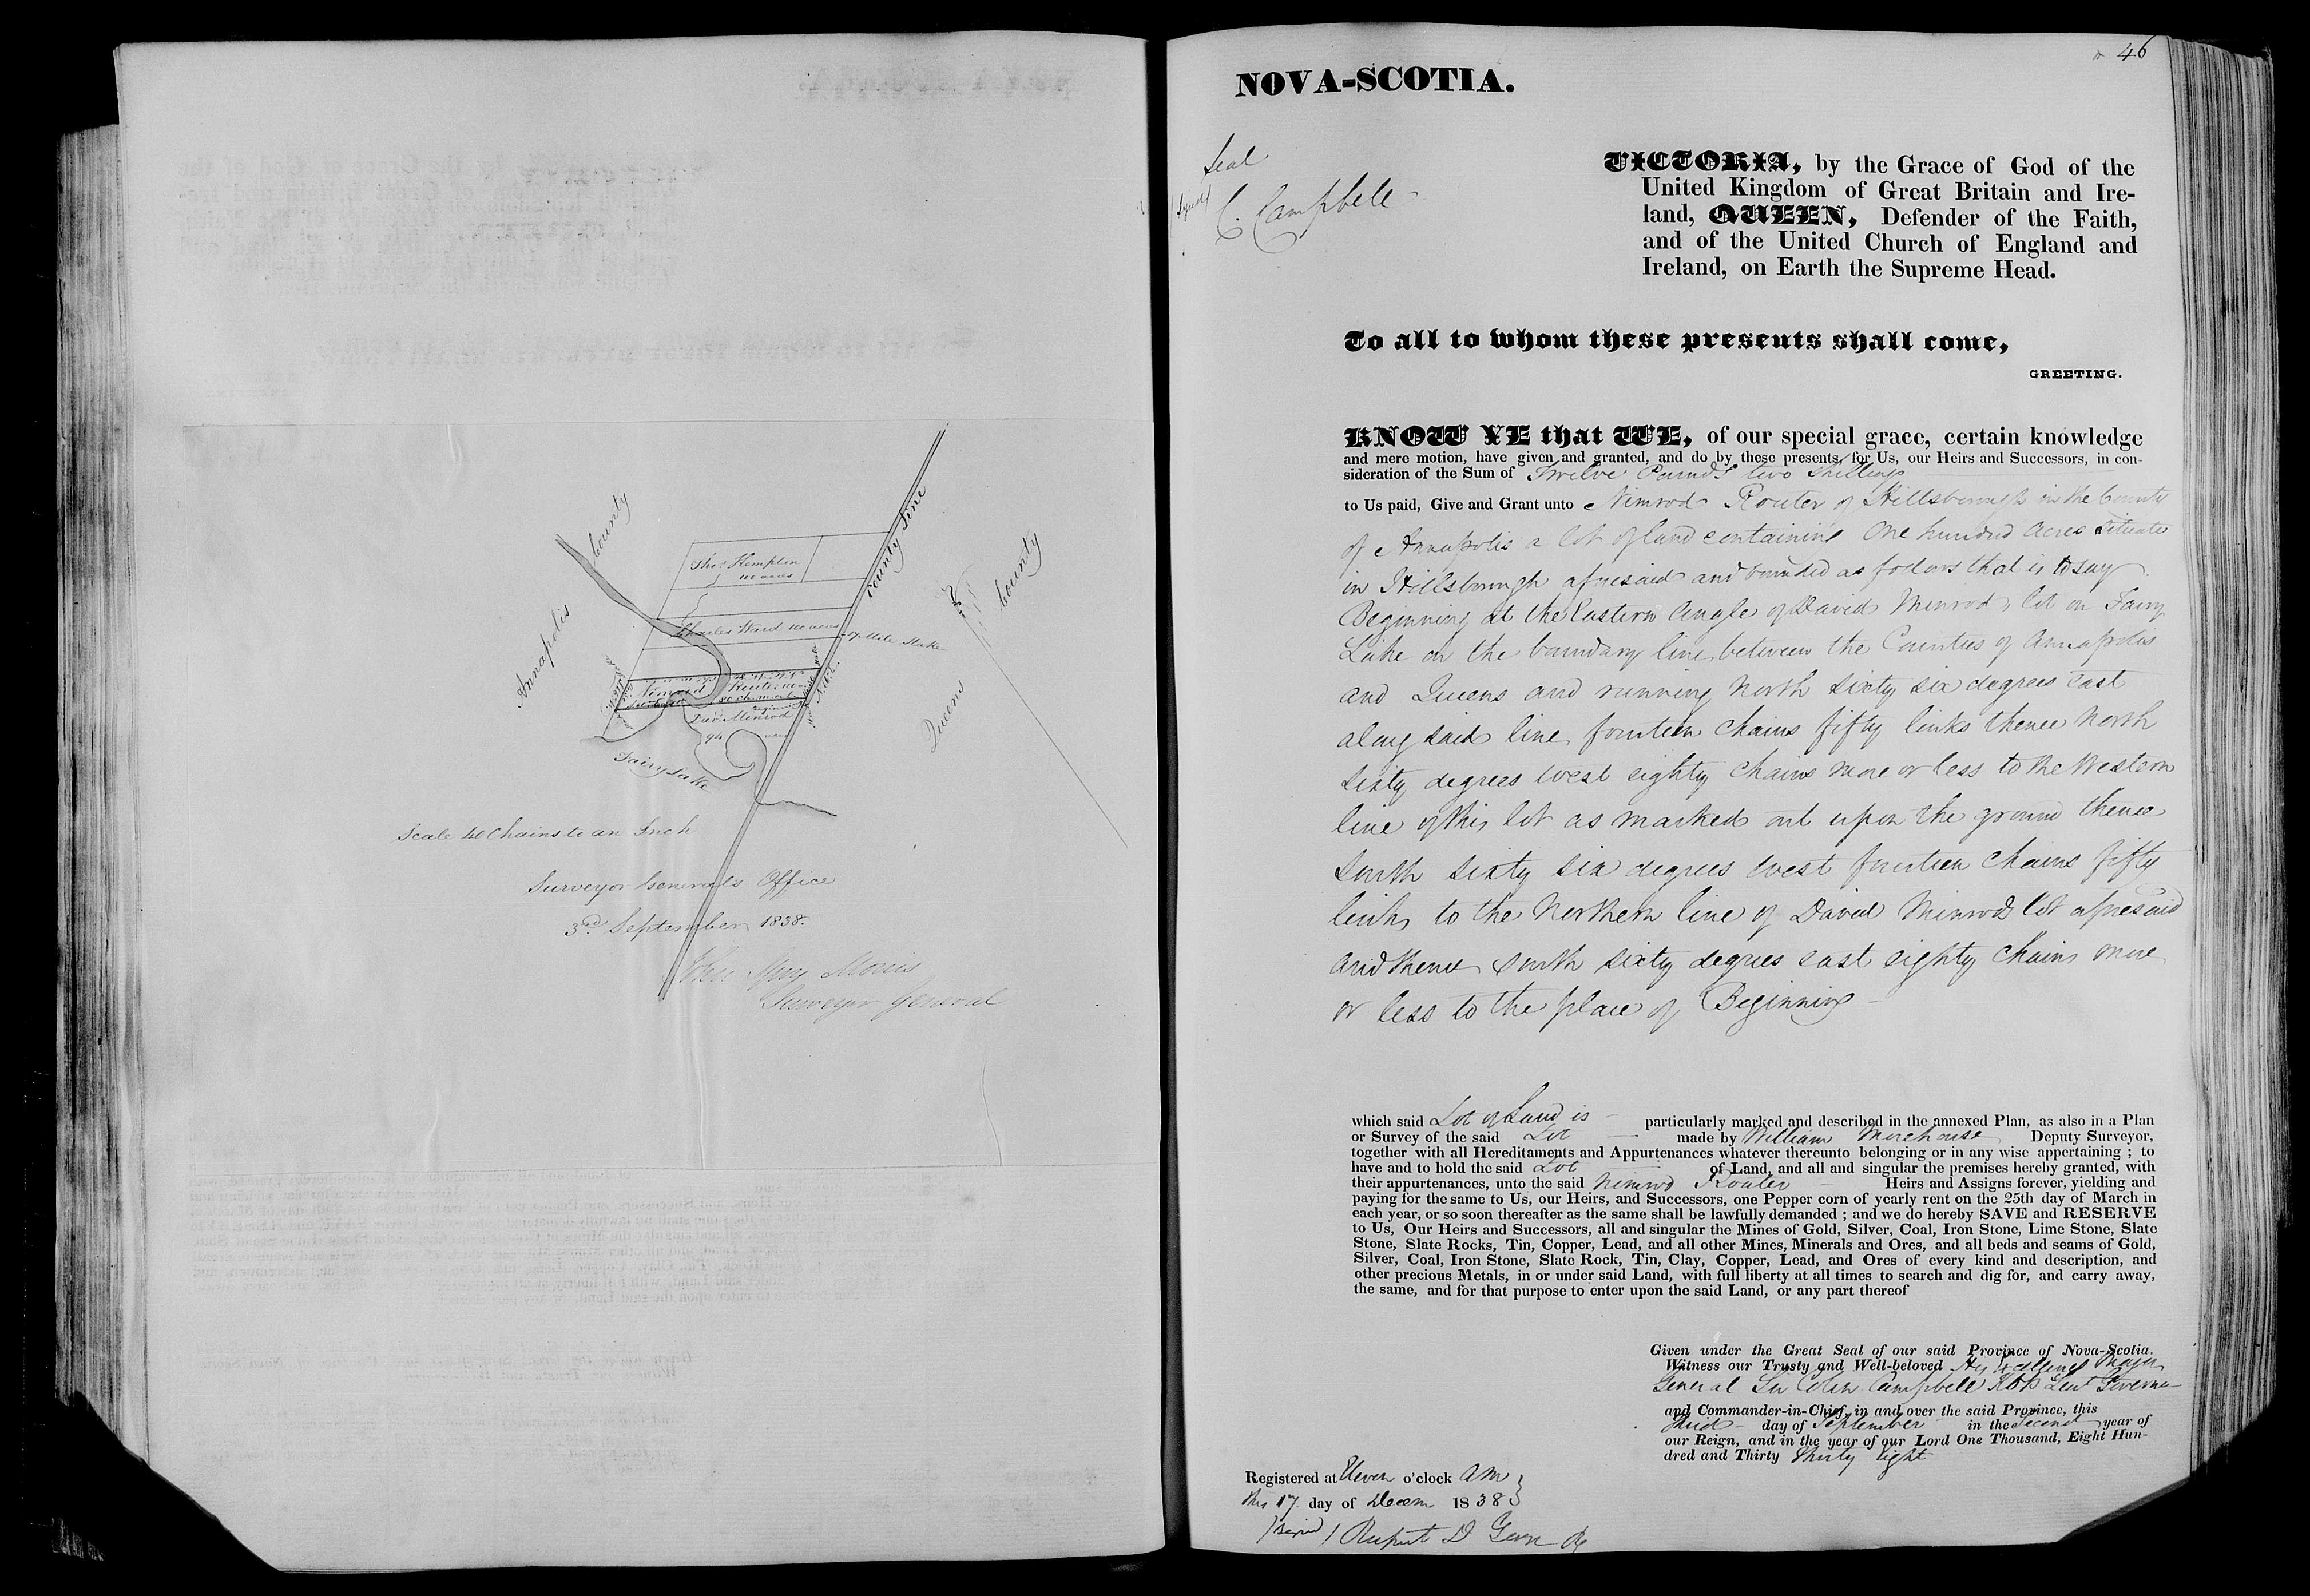 County
Annapolis
County Line
Thos. Kempton
100 acres
Charles Ward 100 acres
Mile Stake
County
Queens
Nimrod Router 100
Dav. Minrod
94
Fairy Lake
Scale 40 Chains to an Inch
Surveyor Generals Office
3rd September 1838.
John Spry Morris
Surveyor General
46
NOVA-SCOTIA.
Seal
(Signed) C. Campbell
VICTORIA, by the Grace of God of the
United Kingdom of Great Britain and Ire-
land, QUEEN, Defender of the Faith,
and of the United Church of England and
Ireland, on Earth the Supreme Head.
To all to whom these presents shall come,
GREETING.
KNOW YE that WE, of our special grace, certain knowledge
and mere motion, have given and granted, and do by these presents, for Us, our Heirs and Successors, in con-
sideration of the Sum of Twelve Pounds two Shillings
to Us paid, Give and Grant unto Nimrod Router of Hillsborough in the County
of Annapolis a lot of land containing One hundred acres situate
in Hillsborough aforesaid and bounded as follows that is to say
Beginning at the Eastern Angle of David Minrods lot on Fairy
Lake on the boundary line between the Counties of Annapolis
and Queens and running North sixty six degrees East
along said line fourteen chains fifty links thence North
sixty degrees west eighty chains more or less to the Western
line of this lot as marked out upon the ground thence
South sixty six degrees west fourteen chains fifty
links to the Northern line of David Minrods lot aforesaid
and thence South sixty degrees east eighty chains more
or less to the place of Beginning
which said Lot of Land is particularly marked and described in the annexed Plan, as also in a Plan
or Survey of the said Lot made by William Morehouse Deputy Surveyor,
together with all Hereditaments and Appurtenances whatever thereunto belonging or in any wise appertaining ; to
have and to hold the said Lot of Land, and all and singular the premises hereby granted, with
their appurtenances, unto the said Nimrod Router Heirs and Assigns forever, yielding and
paying for the same to Us, our Heirs, and Successors, one Pepper corn of yearly rent on the 25th day of March in
each year, or so soon thereafter as the same shall be lawfully demanded ; and we do hereby SAVE and RESERVE
to Us, Our Heirs and Successors, all and singular the Mines of Gold, Silver, Coal, Iron Stone, Lime Stone, Slate
Stone, Slate Rocks, Tin, Copper, Lead, and all other Mines, Minerals and Ores, and all beds and seams of Gold,
Silver, Coal, Iron Stone, Slate Rock, Tin, Clay, Copper, Lead, and Ores of every kind and description, and
other precious Metals, in or under said Land, with full liberty at all times to search and dig for, and carry away,
the same, and for that purpose to enter upon the said Land, or any part thereof
Given under the Great Seal of our said Province of Nova-Scotia.
Witness our Trusty and Well-beloved His Excellency Major
General Sir Colin Campbell KCB Lieut Governor
and Commander-in-Chief, in and over the said Province, this
Third day of September in the second year of
our Reign, and in the year of our Lord One Thousand, Eight Hun-
dred and Thirty Thirty Eight
Registered at Eleven o'clock AM
this 17 day of Decem 1838
(signed) Rupert D